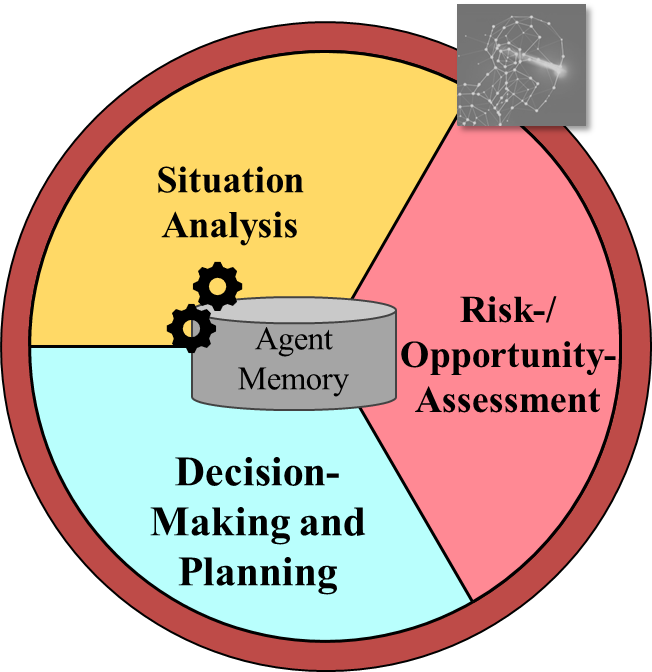 Situation
Analysis
Risk-/
Opportunity-
Assessment
Agent
Memory
Decision-
Making and
Planning